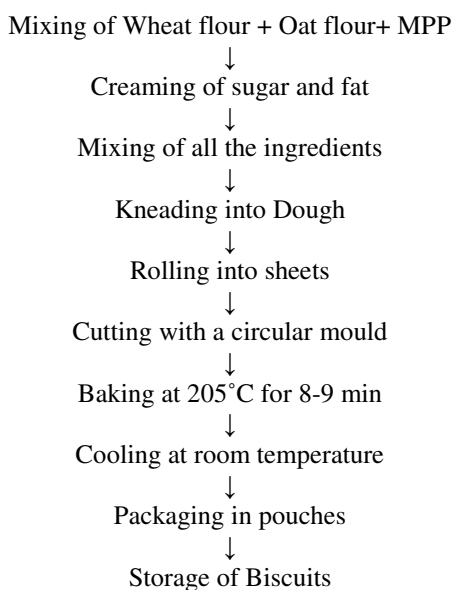 Mixing of Wheat flour + Oat flour+ MPP
↓
Creaming of sugar and fat
↓
Mixing of all the ingredients
↓
Kneading into Dough
↓
Rolling into sheets
↓
Cutting with a circular mould
↓
Baking at 205˚C for 8-9 min
↓
Cooling at room temperature
↓
Packaging in pouches
↓
Storage of Biscuits